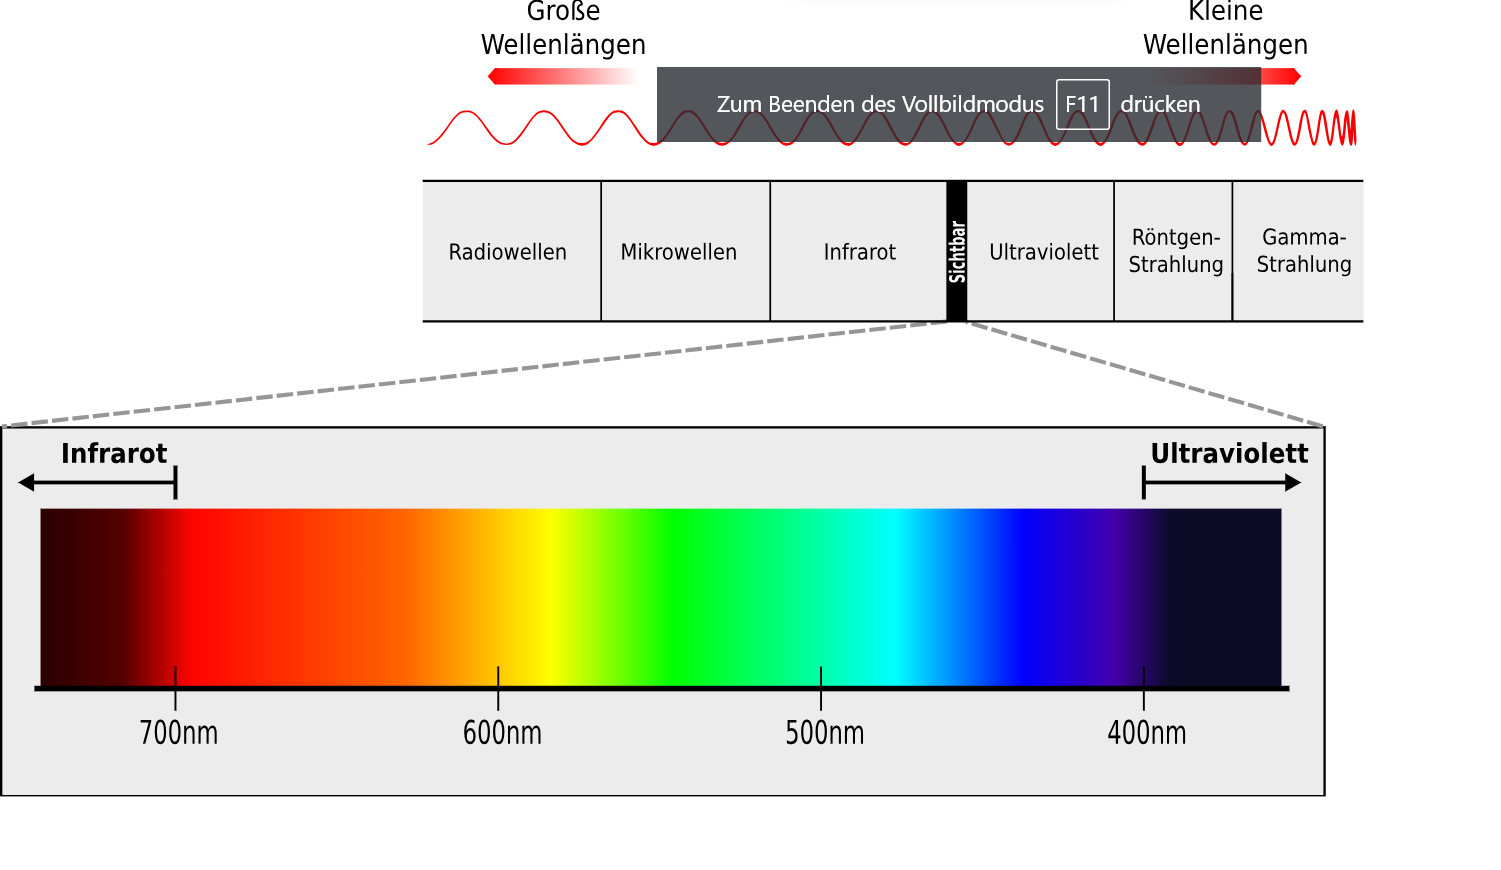 Große
Wellenlängen
Kleine
Wellenlängen
Zum Beenden des Vollbildmodus F11 drücken
Radiowellen
Mikrowellen
Infrarot
Sichtbar
Ultraviolett
Röntgen-
Strahlung
Gamma-
Strahlung
Infrarot
Ultraviolett
700nm
600nm
500nm
400nm